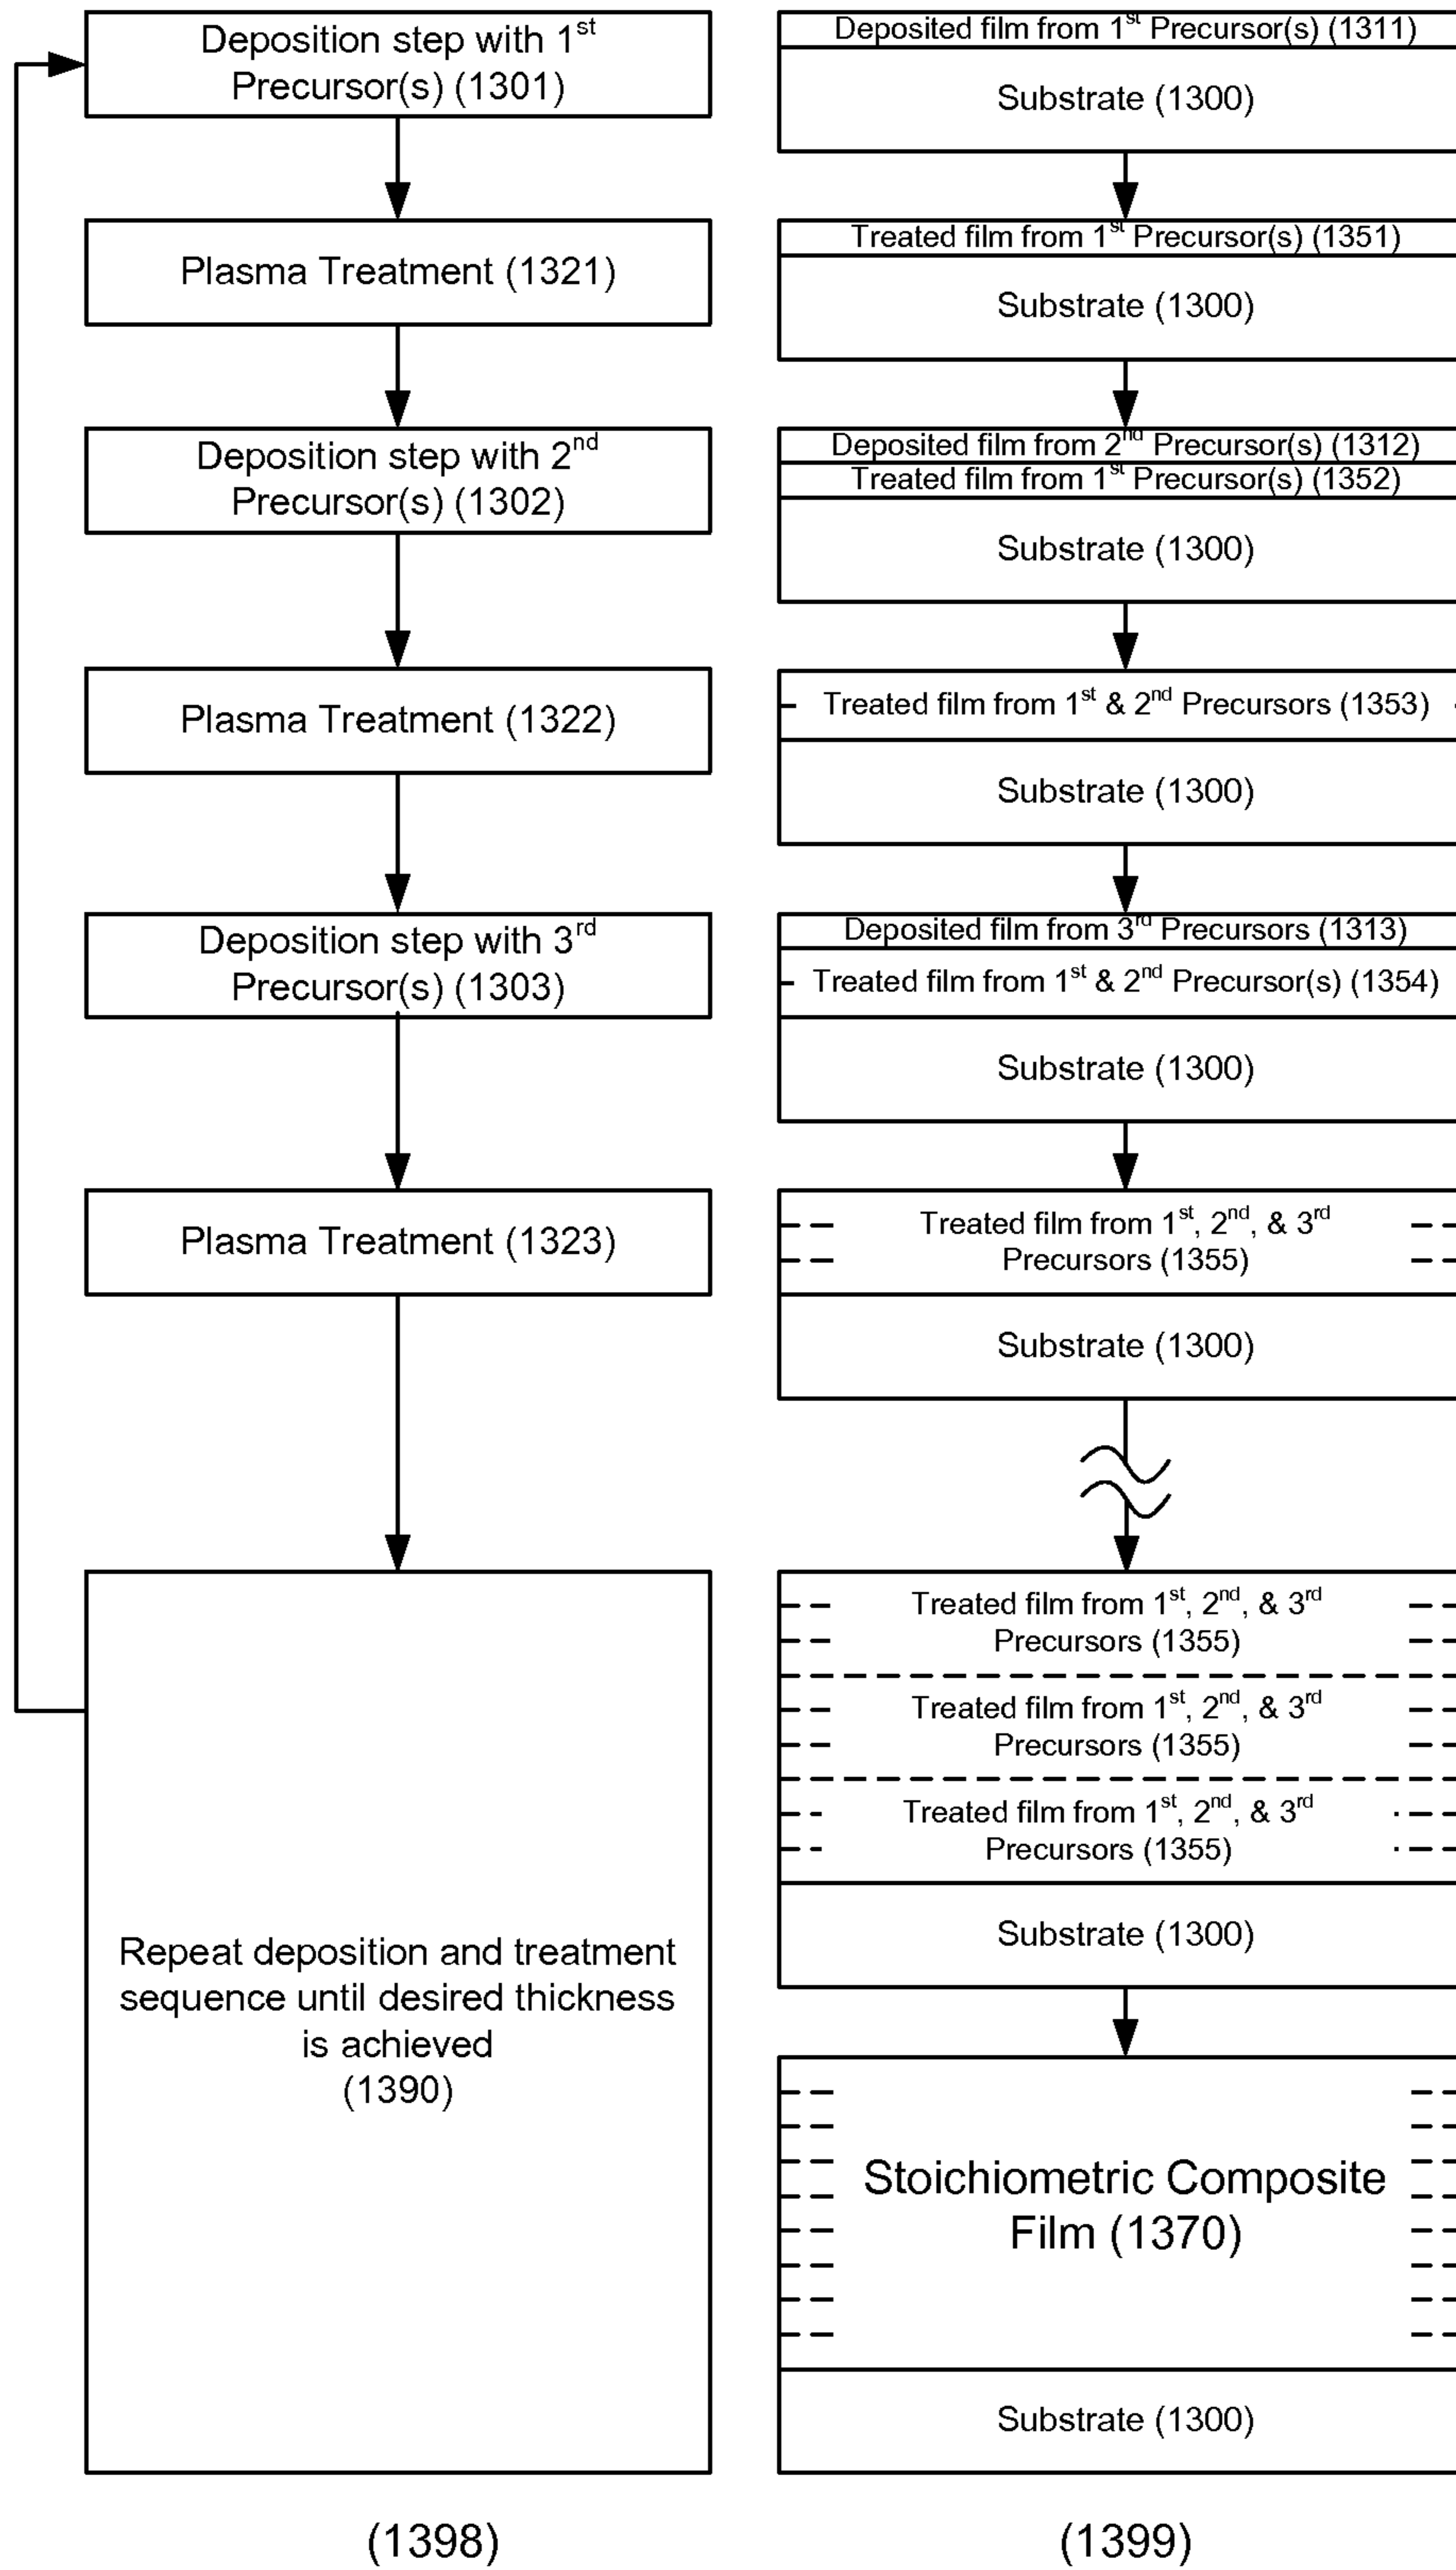 Deposition step with 1st
Precursor(s) (1301)
Plasma Treatment (1321)
Deposition step with 2nd
Precursor(s) (1302)
Plasma Treatment (1322)
Deposition step with 3rd
Precursor(s) (1303)
Plasma Treatment (1323)
Repeat deposition and treatment
sequence until desired thickness
is achieved
(1390)
(1398)
Deposited film from 1st Precursor(s) (1311)
Substrate (1300)
Treated film from 1st Precursor(s) (1351)
Substrate (1300)
Deposited film from 2nd Precursor(s) (1312)
Treated film from 1st Precursor(s) (1352)
Substrate (1300)
Treated film from 1st & 2nd Precursors (1353)
Substrate (1300)
Deposited film from 3rd Precursors (1313)
Treated film from 1st & 2nd Precursor(s) (1354)
Substrate (1300)
Treated film from 1st, 2nd, & 3rd
Precursors (1355)
Substrate (1300)
Treated film from 1st, 2nd, & 3rd
Precursors (1355)
Treated film from 1st, 2nd, & 3rd
Precursors (1355)
Treated film from 1st, 2nd, & 3rd
Precursors (1355)
Substrate (1300)
Stoichiometric Composite
Film (1370)
Substrate (1300)
(1399)